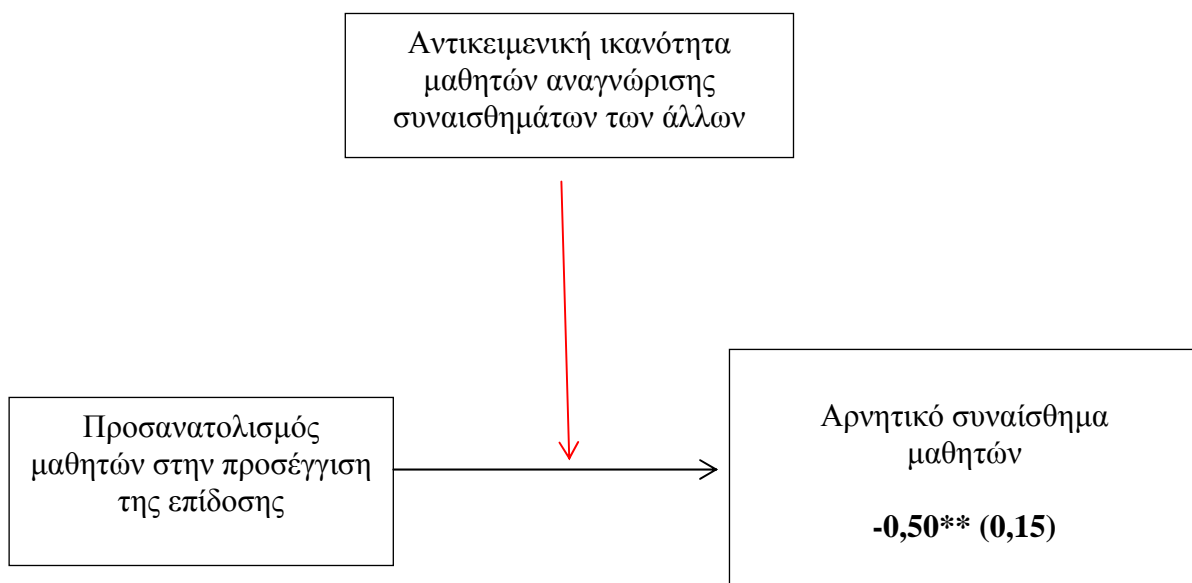 Αντικειμενική ικανότητα
μαθητών αναγνώρισης
συναισθημάτων των άλλων
Προσανατολισμός
μαθητών στην προσέγγιση
της επίδοσης
Αρνητικό συναίσθημα
μαθητών
-0,50** (0,15)